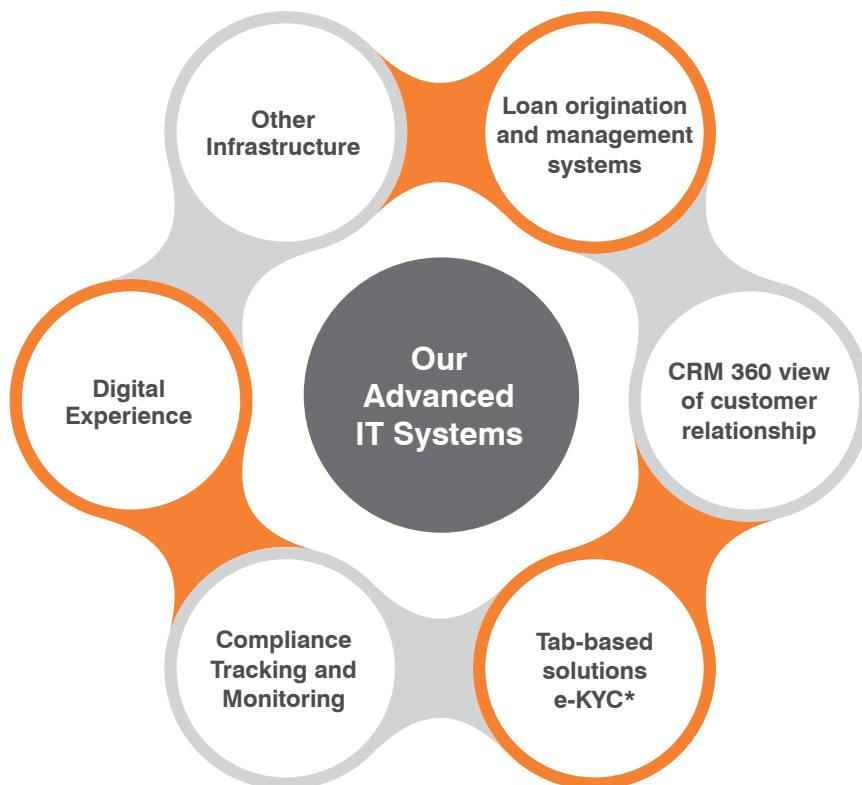 Other
Infrastructure
Loan origination
and management
systems
Our
Advanced
IT Systems
CRM 360 view
of customer
relationship
Digital
Experience
Compliance
Tracking and
Monitoring
Tab-based
solutions
e-KYC*